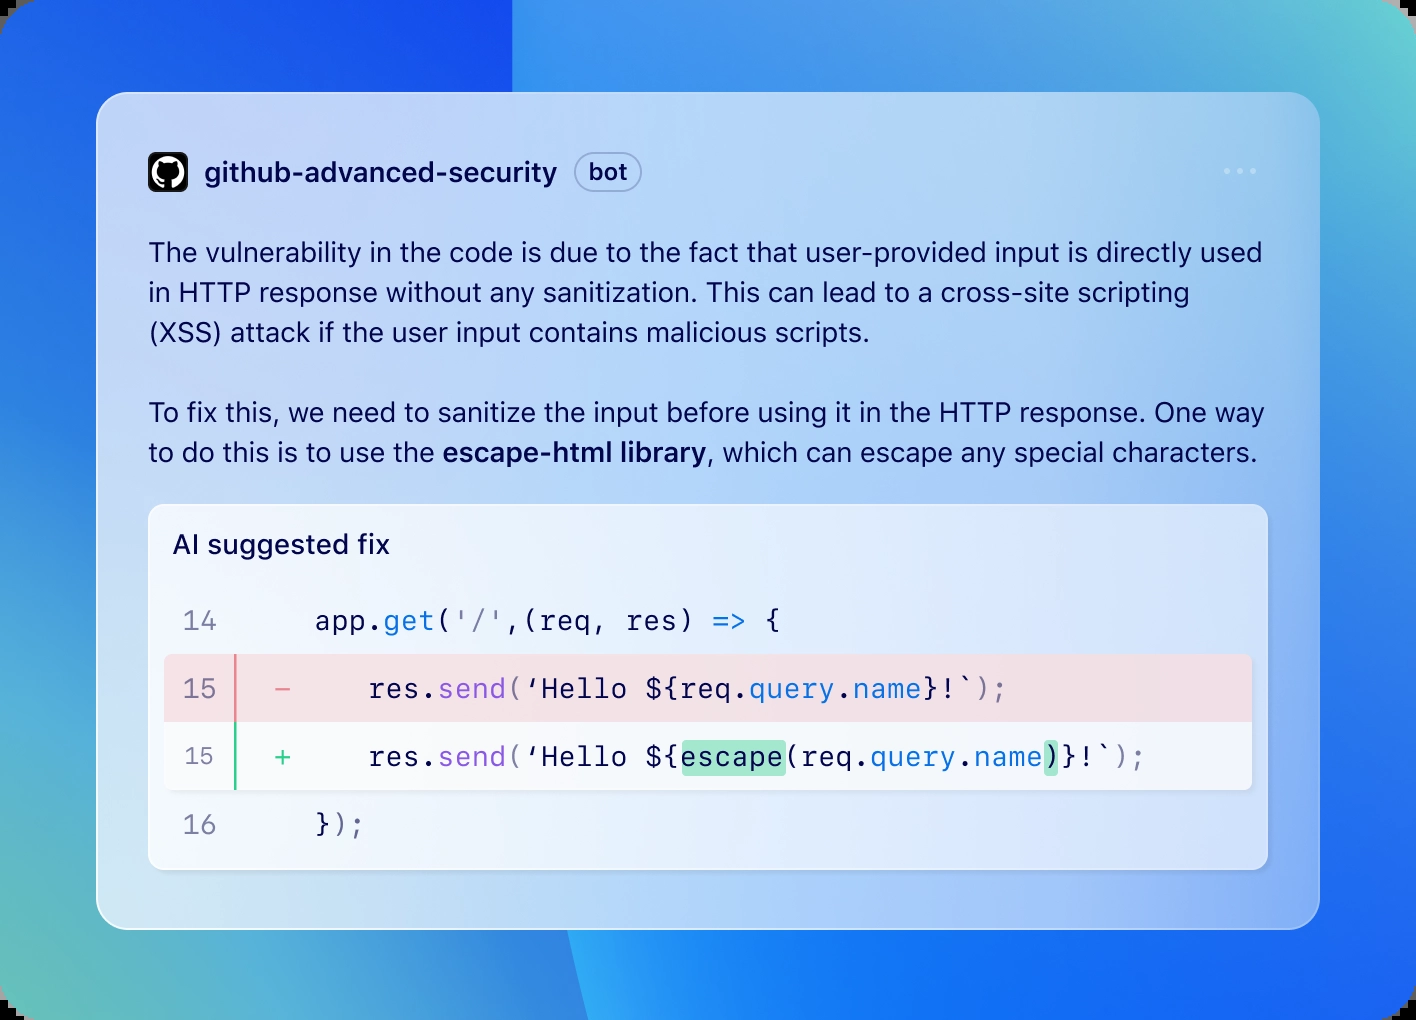 github-advanced-security bot
The vulnerability in the code is due to the fact that user-provided input is directly used
in HTTP response without any sanitization. This can lead to a cross-site scripting
(XSS) attack if the user input contains malicious scripts.
To fix this, we need to sanitize the input before using it in the HTTP response. One way
to do this is to use the escape-html library, which can escape any special characters.
AI suggested fix
14 app.get('/',(req, res) => {
15 − res.send(‘Hello ${req.query.name}!`);
15 + res.send(‘Hello ${escape(req.query.name)}!`);
16 });